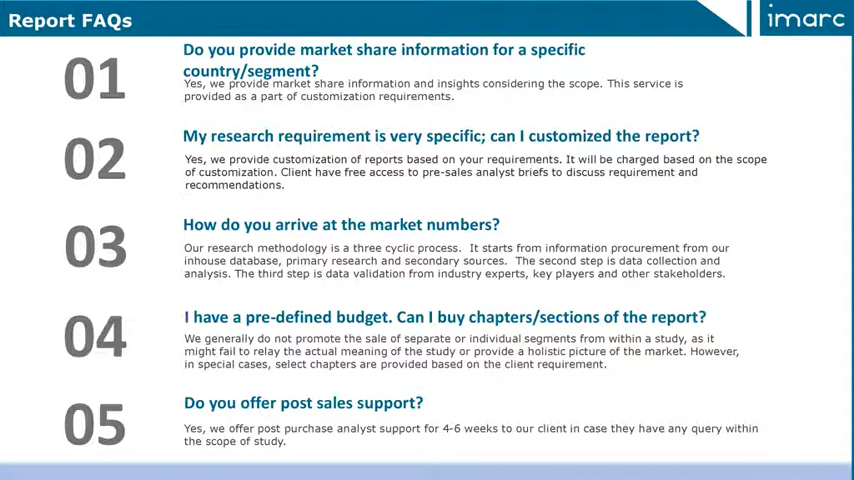 Report FAQs
imarc
01
Do you provide market share information for a specific
country/segment?
Yes, we provide market share information and insights considering the scope. This service is
provided as a part of customization requirements.
02
My research requirement is very specific; can I customized the report?
Yes, we provide customization of reports based on your requirements. It will be charged based on the scope
of customization. Client have free access to pre-sales analyst briefs to discuss requirement and
recommendations.
03
How do you arrive at the market numbers?
Our research methodology is a three cyclic process. It starts from information procurement from our
inhouse database, primary research and secondary sources. The second step is data collection and
analysis. The third step is data validation from industry experts, key players and other stakeholders.
04
I have a pre-defined budget. Can I buy chapters/sections of the report?
We generally do not promote the sale of separate or individual segments from within a study, as it
might fail to relay the actual meaning of the study or provide a holistic picture of the market. However,
in special cases, select chapters are provided based on the client requirement.
05
Do you offer post sales support?
Yes, we offer post purchase analyst support for 4-6 weeks to our client in case they have any query within
the scope of study.